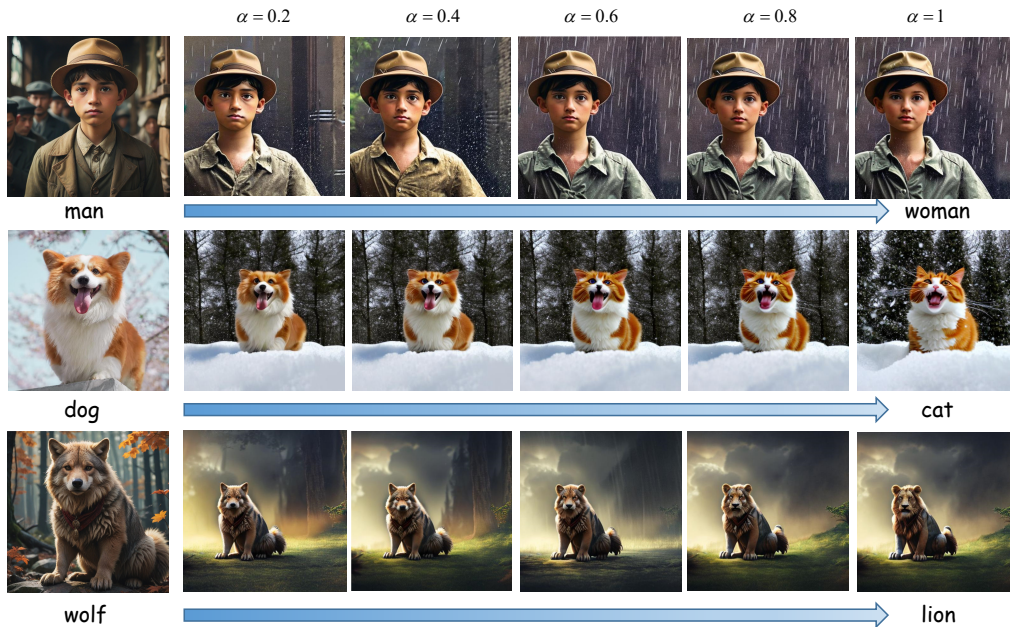 α = 0.2 α = 0.4 α = 0.6 α = 0.8 α = 1
man woman
dog cat
wolf lion